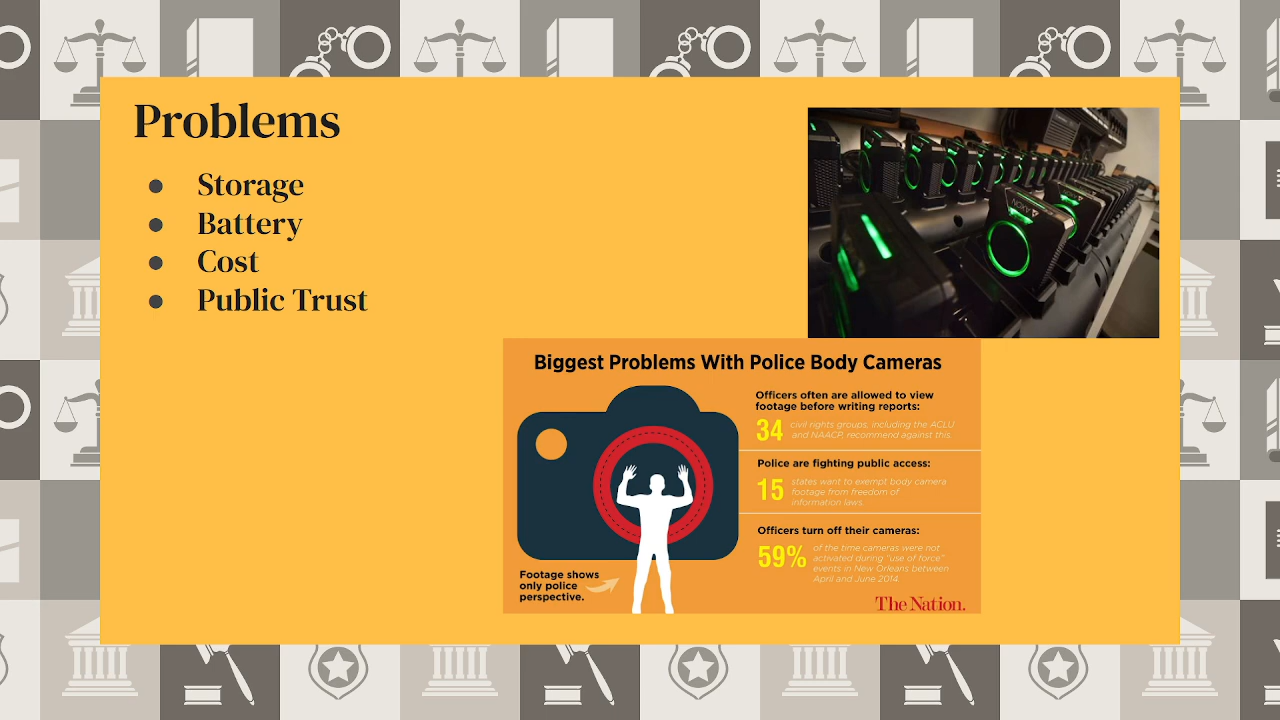 Problems
Storage
Battery
Cost
Public Trust
AXON
AXON
Biggest Problems With Police Body Cameras
Officers often are allowed to view
footage before writing reports:
34 civil rights groups, including the ACLU
and NAACP, recommend against this.
Police are fighting public access:
15 states want to exempt body camera
footage from freedom of
information laws.
Officers turn off their cameras:
59% of the time cameras were not
activated during "use of force"
events in New Orleans between
April and June 2014.
Footage shows
only police
perspective.
The Nation.